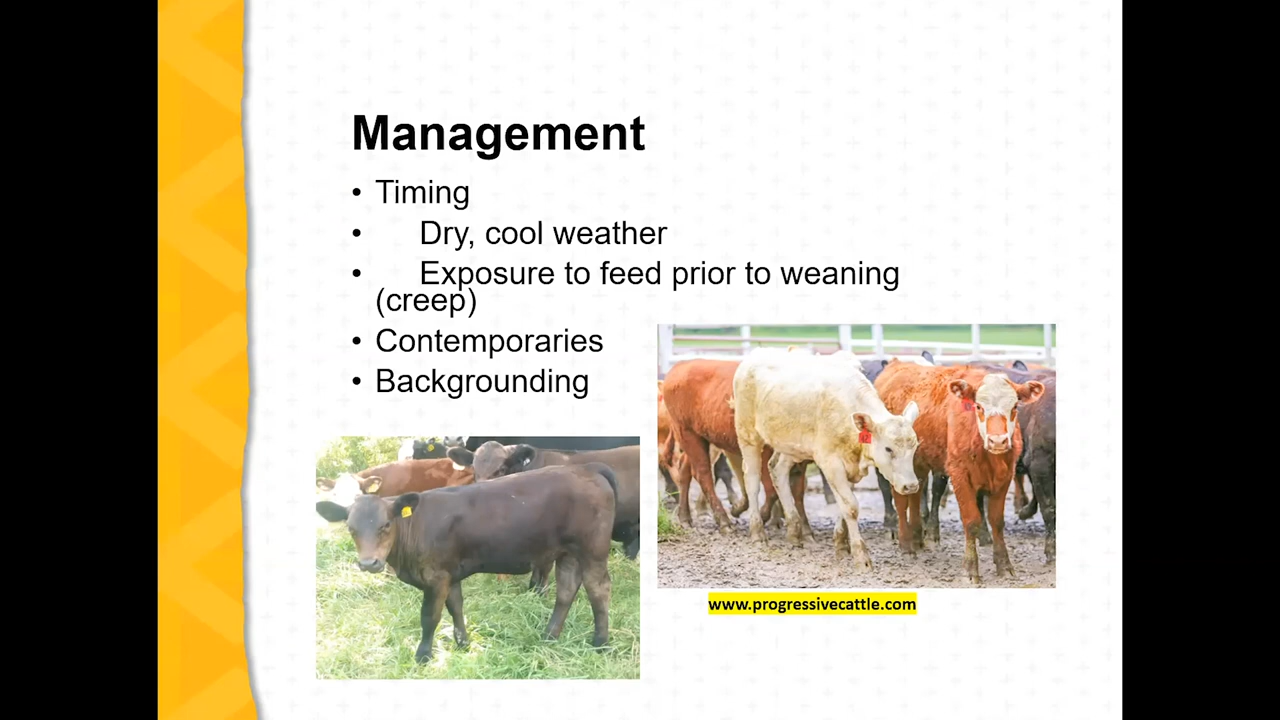 Management
• Timing
• Dry, cool weather
• Exposure to feed prior to weaning
(creep)
• Contemporaries
• Backgrounding
www.progressivecattle.com